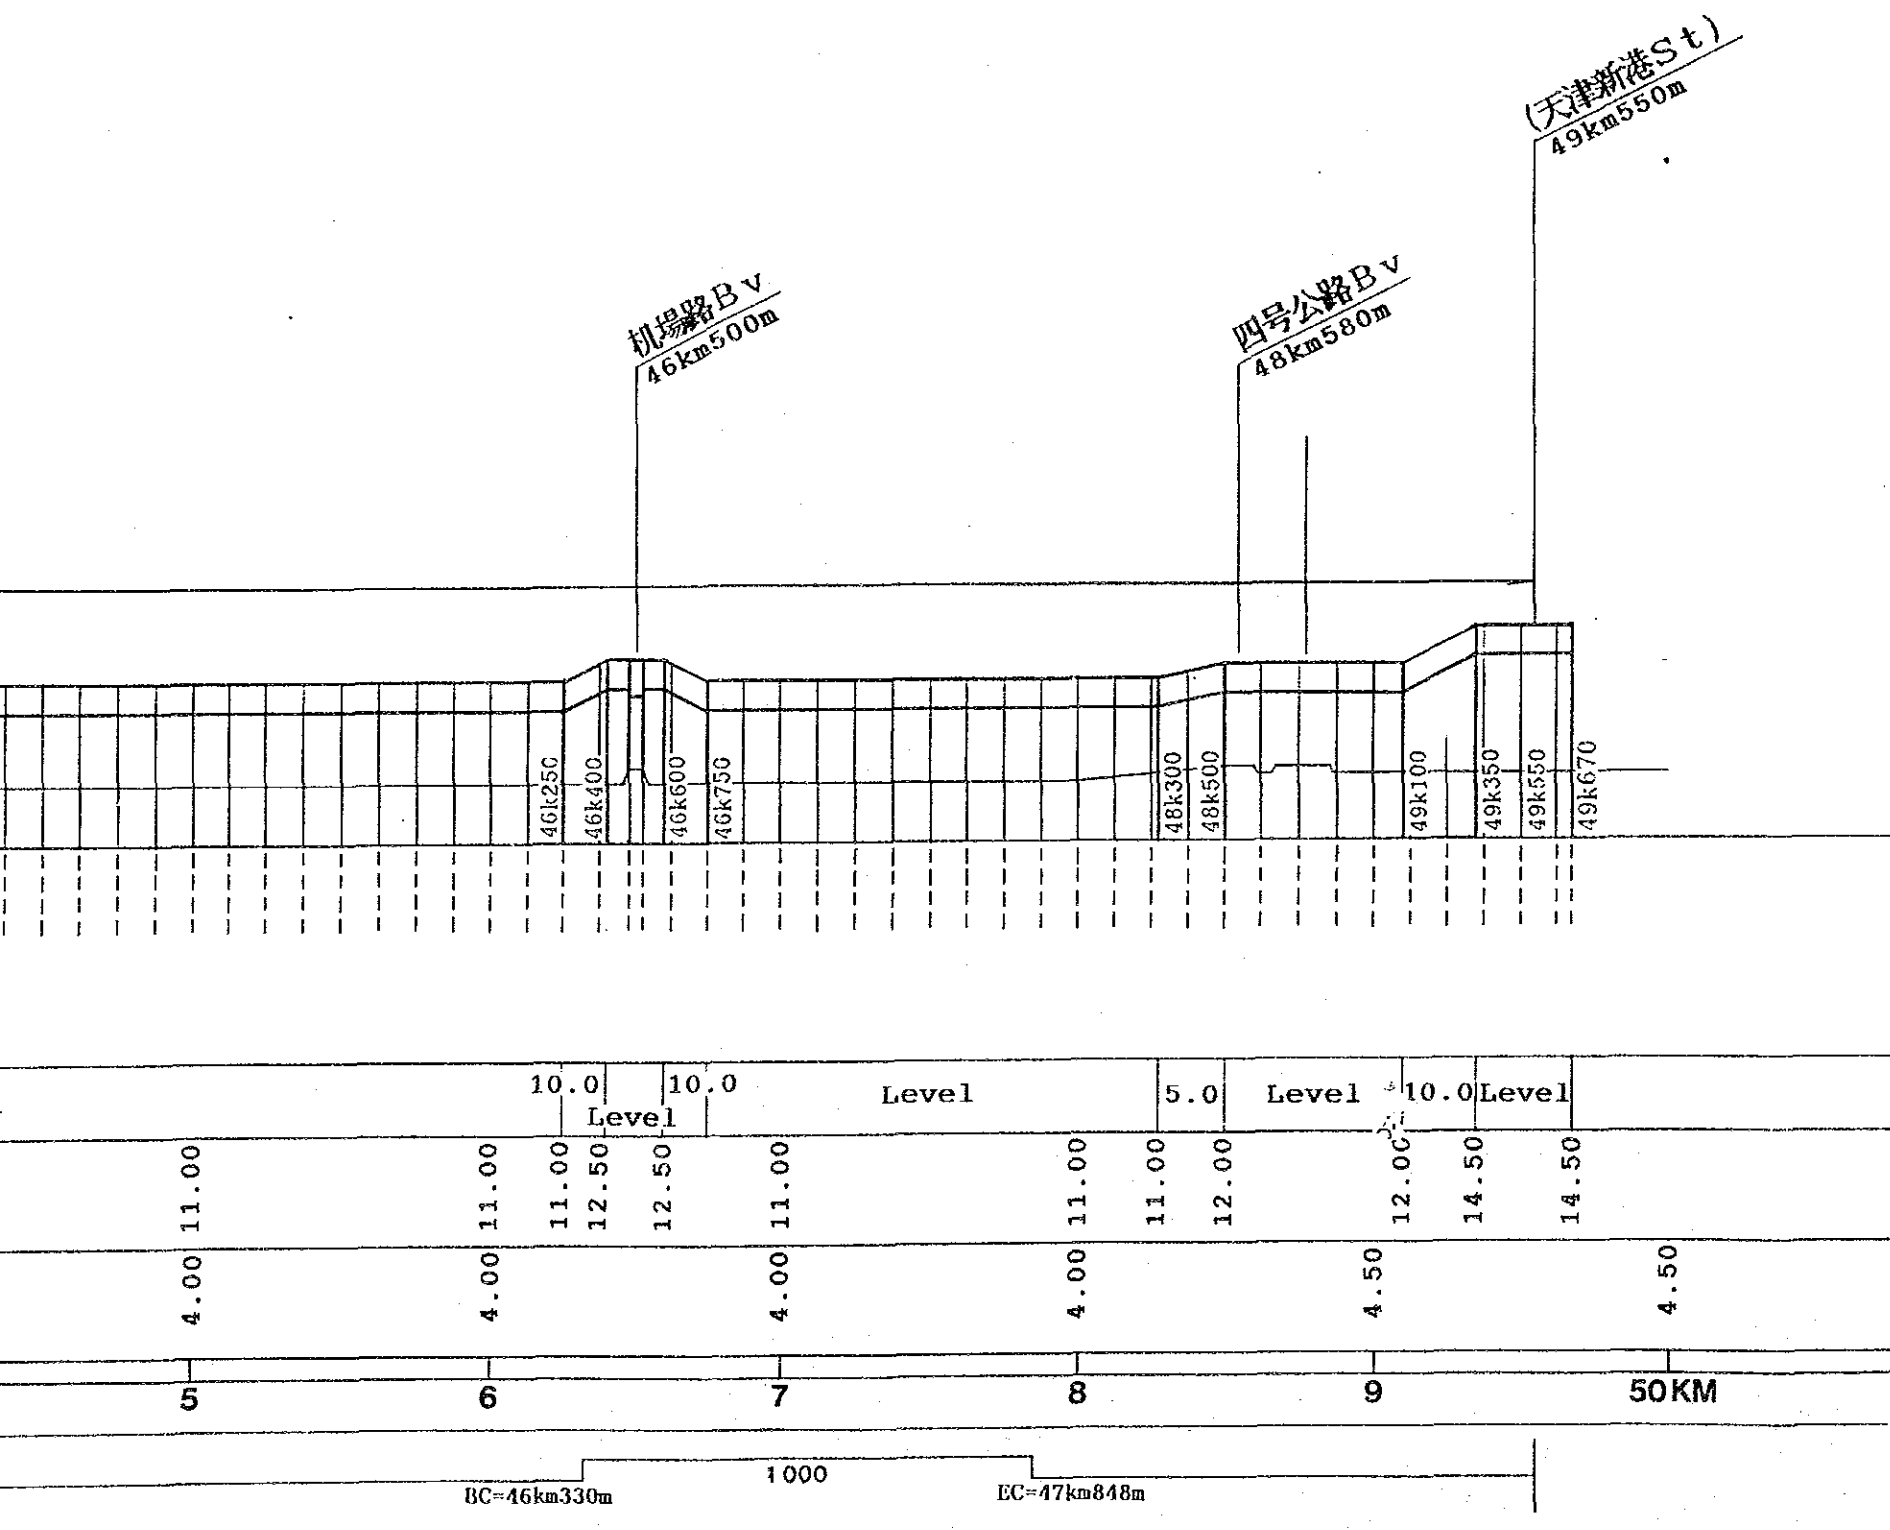 (天津新港St)
49km550m
机場路Bv
46km500m
四号公路Bv
48km580m
46k250
46k400
46k600
46k750
48k300
48k500
49k100
49k350
49k550
49k670
10.0
Level
10.0
Level
5.0
Level
10.0
Level
11.00
11.00
11.00
12.50
12.50
11.00
11.00
11.00
12.00
12.00
14.50
14.50
4.00
4.00
4.00
4.00
4.50
4.50
5
6
7
8
9
50KM
1000
BC=46km330m
EC=47km848m